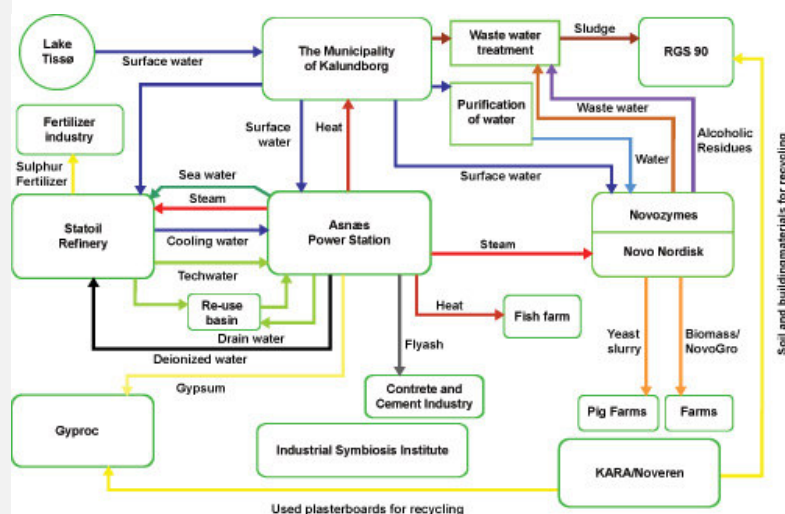 Lake
Tissø
Surface water
The Municipality
of Kalundborg
Waste water
treatment
Sludge
RGS 90
Fertilizer
industry
Surface
water
Heat
Purification
of water
Waste water
Alcoholic
Residues
Water
Surface water
Sulphur
Fertilizer
Sea water
Steam
Statoil
Refinery
Cooling water
Asnæs
Power Station
Steam
Novozymes
Novo Nordisk
Techwater
Re-use
basin
Drain water
Deionized water
Heat
Fish farm
Flyash
Yeast
slurry
Biomass/
NovoGro
Soil and buildingmaterials for recycling
Gypsum
Contrete and
Cement Industry
Pig Farms
Farms
Gyproc
Industrial Symbiosis Institute
KARA/Noveren
Used plasterboards for recycling